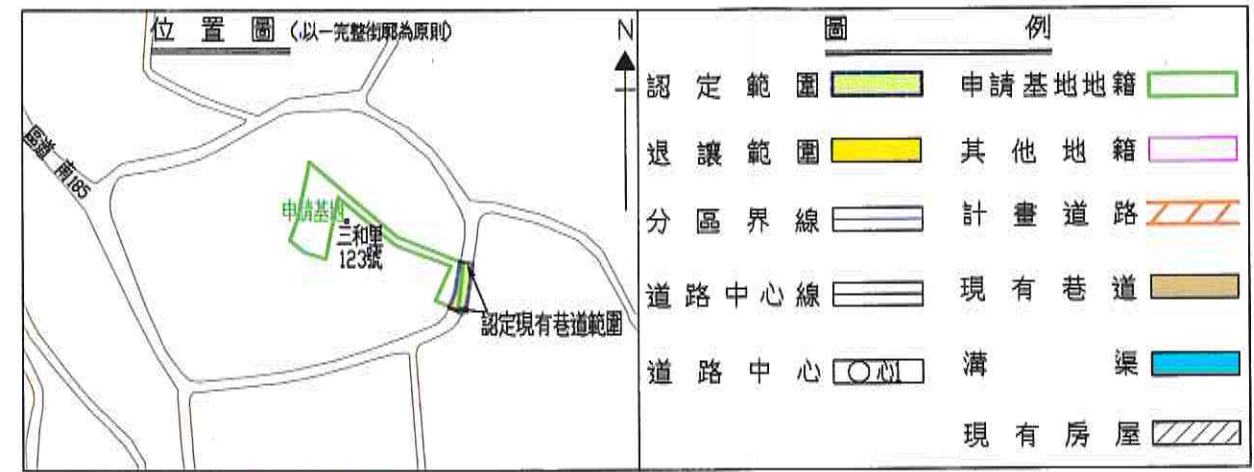 位置圖 (以一完整街廓為原則)
N
區道 南185
申請基地
三和里
123號
認定現有巷道範圍
圖例
認定範圍
申請基地地籍
退讓範圍
其他地籍
分區界線
計畫道路
道路中心線
現有巷道
道路中心
心1
溝渠
現有房屋